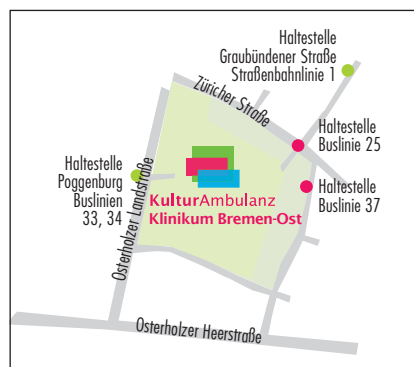 Haltestelle
Graubündener Straße
Straßenbahnlinie 1
Züricher Straße
Haltestelle
Buslinie 25
Haltestelle
Poggenburg
Buslinien
33, 34
Haltestelle
Buslinie 37
KulturAmbulanz
Klinikum Bremen-Ost
Osterholzer Landstraße
Osterholzer Heerstraße